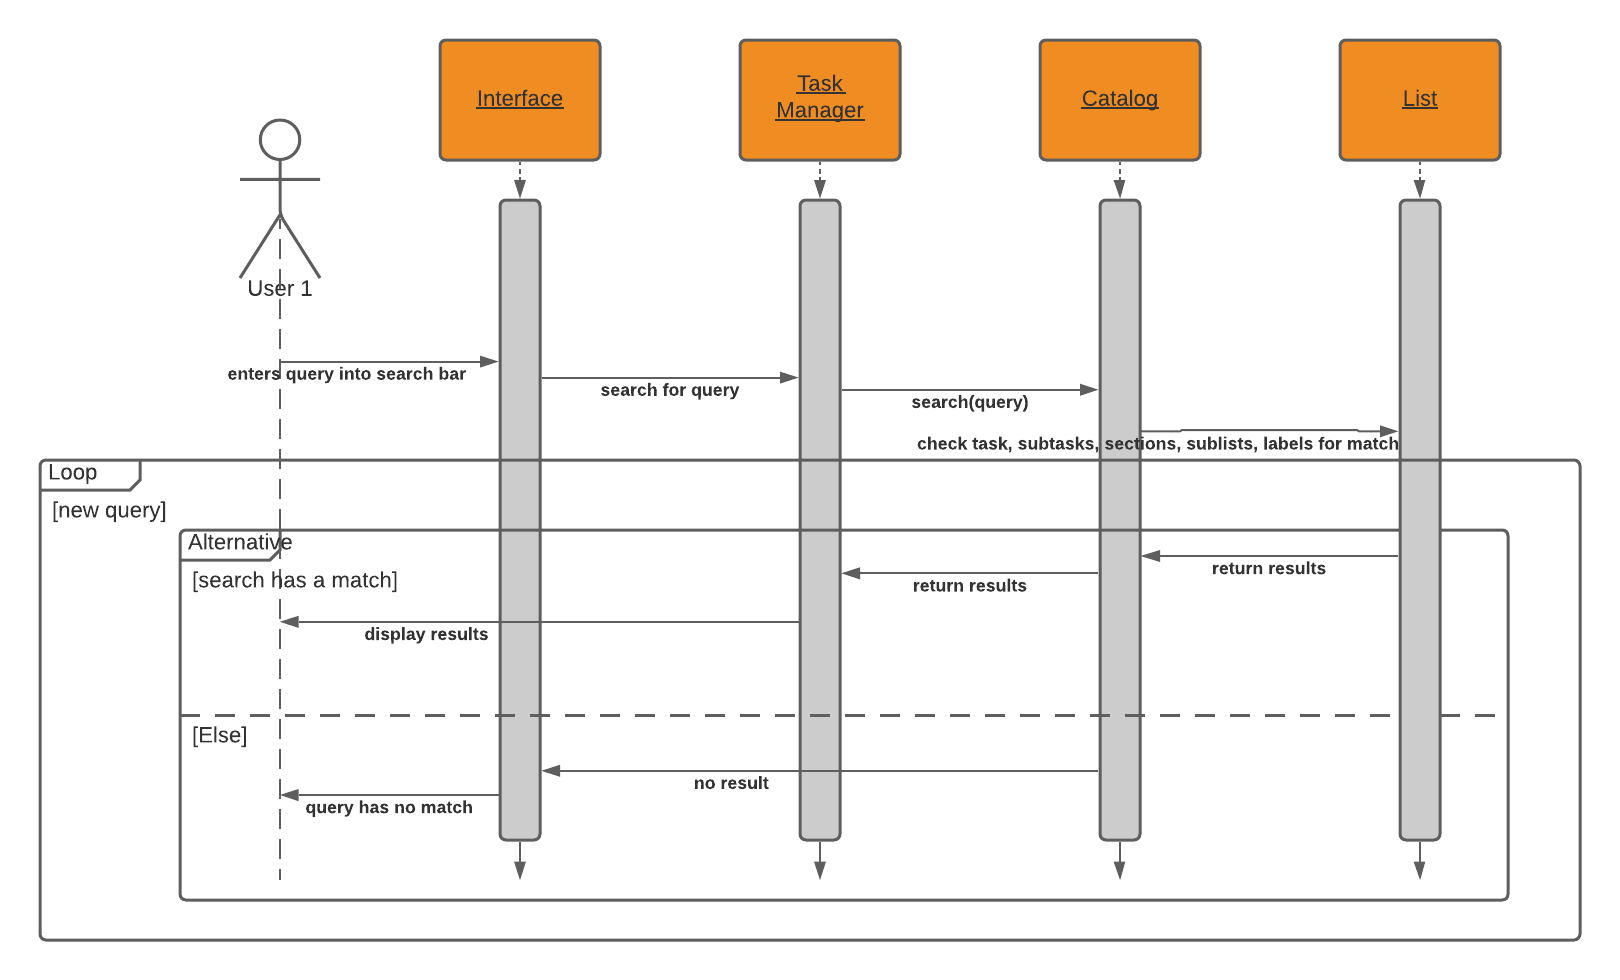 Interface
Task
Manager
Catalog
List
User 1
enters query into search bar
search for query
search(query)
check task, subtasks, sections, sublists, labels for match
Loop
[new query]
Alternative
[search has a match]
return results
return results
display results
[Else]
no result
query has no match